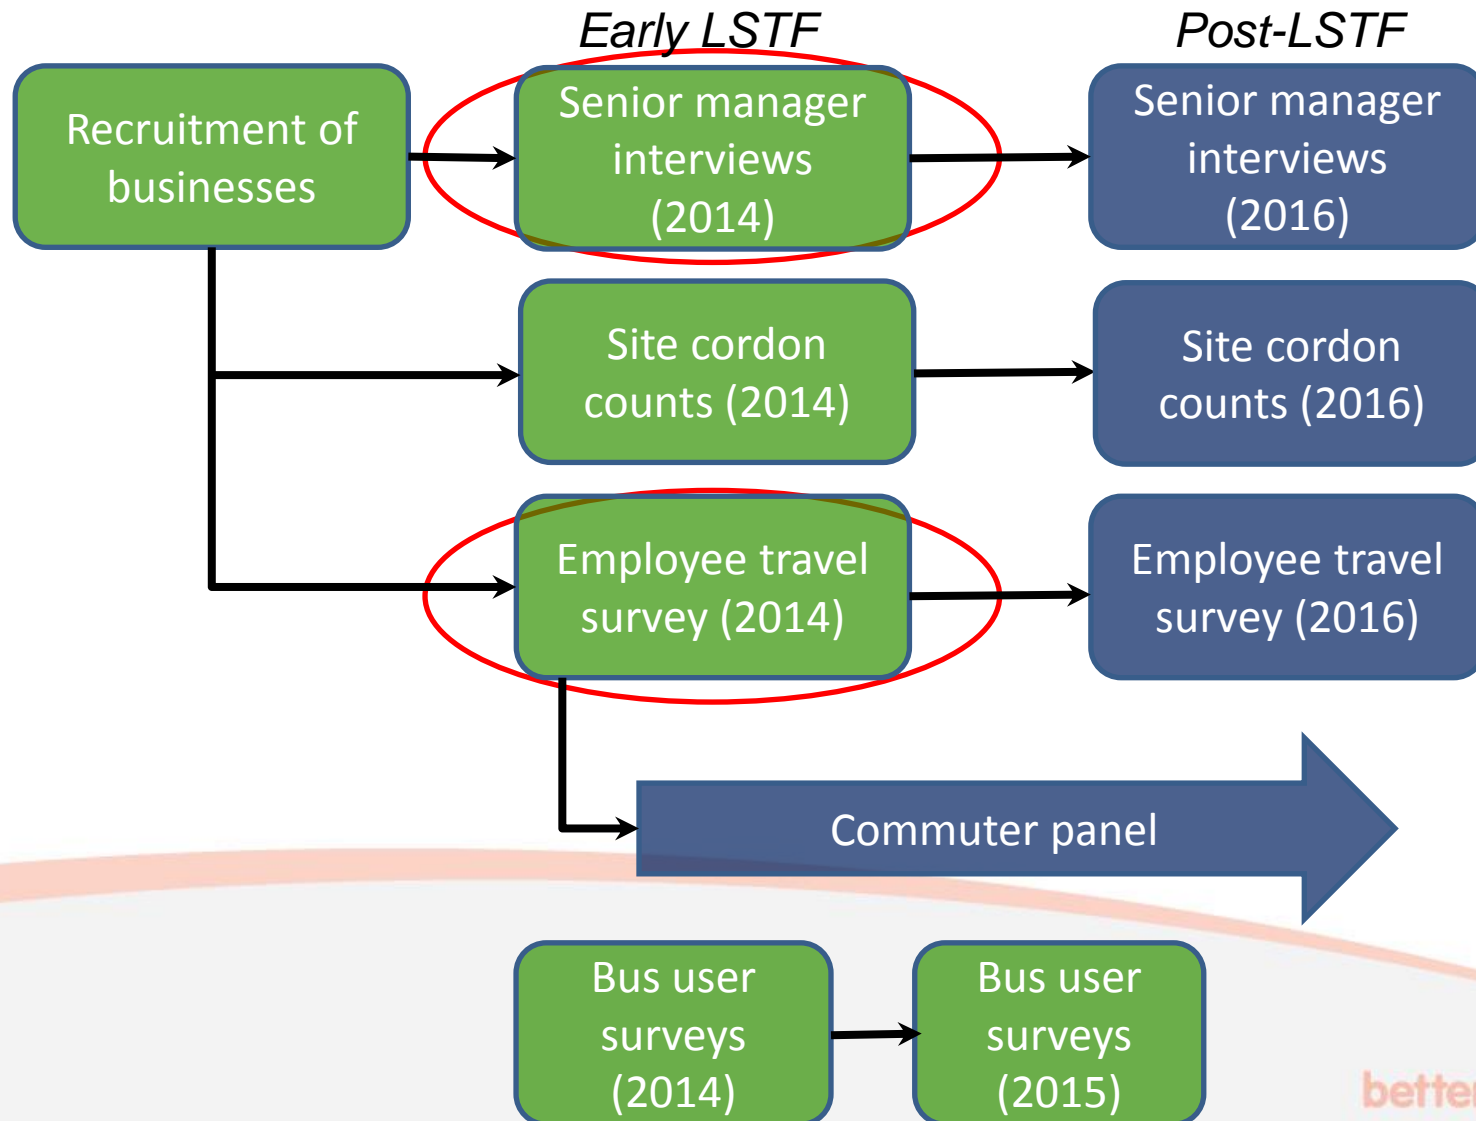 Early LSTF
Post-LSTF
Recruitment of
businesses
Senior manager
interviews
(2014)
Senior manager
interviews
(2016)
Site cordon
counts (2014)
Site cordon
counts (2016)
Employee travel
survey (2014)
Employee travel
survey (2016)
Commuter panel
Bus user
surveys
(2014)
Bus user
surveys
(2015)
better